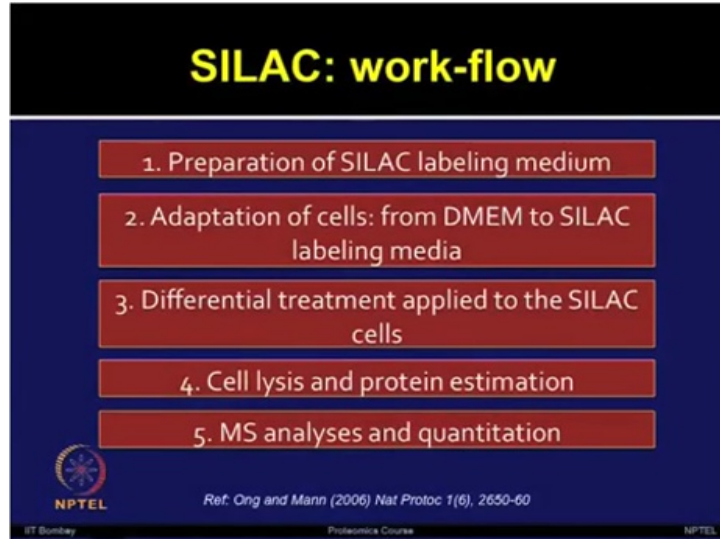 SILAC: work-flow
1. Preparation of SILAC labeling medium
2. Adaptation of cells: from DMEM to SILAC
labeling media
3. Differential treatment applied to the SILAC
cells
4. Cell lysis and protein estimation
5. MS analyses and quantitation
NPTEL
Ref: Ong and Mann (2006) Nat Protoc 1(6), 2650-60
IIT Bombay
Proteomics Course
NPTEL